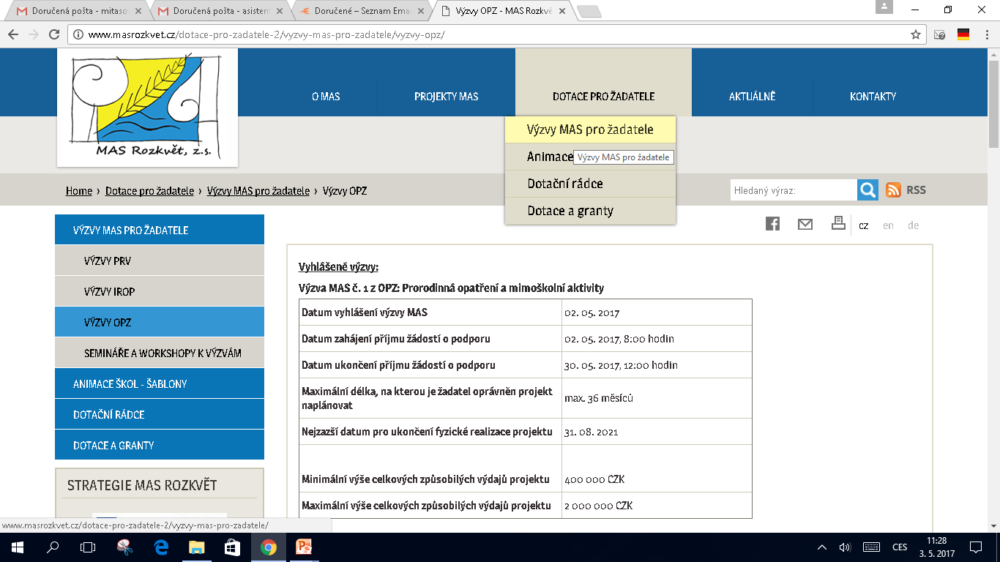 Doručená pošta - mitaso
Doručená pošta - asisten
Doručené – Seznam Ema
Výzvy OPZ - MAS Rozkvě
www.masrozkvet.cz/dotace-pro-zadatele-2/vyzvy-mas-pro-zadatele/vyzvy-opz/
MAS Rozkvět, z.s.
O MAS
PROJEKTY MAS
DOTACE PRO ŽADATELE
AKTUÁLNĚ
KONTAKTY
Výzvy MAS pro žadatele
Animace
Výzvy MAS pro žadatele
Dotační rádce
Dotace a granty
Home › Dotace pro žadatele › Výzvy MAS pro žadatele › Výzvy OPZ
Hledaný výraz:
RSS
cz en de
VÝZVY MAS PRO ŽADATELE
VÝZVY PRV
VÝZVY IROP
VÝZVY OPZ
SEMINÁŘE A WORKSHOPY K VÝZVÁM
ANIMACE ŠKOL - ŠABLONY
DOTAČNÍ RÁDCE
DOTACE A GRANTY
STRATEGIE MAS ROZKVĚT
Vyhlášené výzvy:
Výzva MAS č. 1 z OPZ: Prorodinná opatření a mimoškolní aktivity
Datum vyhlášení výzvy MAS 02. 05. 2017
Datum zahájení příjmu žádostí o podporu 02. 05. 2017, 8:00 hodin
Datum ukončení příjmu žádostí o podporu 30. 05. 2017, 12:00 hodin
Maximální délka, na kterou je žadatel oprávněn projekt
naplánovat
max. 36 měsíců
Nejzazší datum pro ukončení fyzické realizace projektu 31. 08. 2021
Minimální výše celkových způsobilých výdajů projektu 400 000 CZK
Maximální výše celkových způsobilých výdajů projektu 2 000 000 CZK
www.masrozkvet.cz/dotace-pro-zadatele-2/vyzvy-mas-pro-zadatele/
CES
11:28
3. 5. 2017